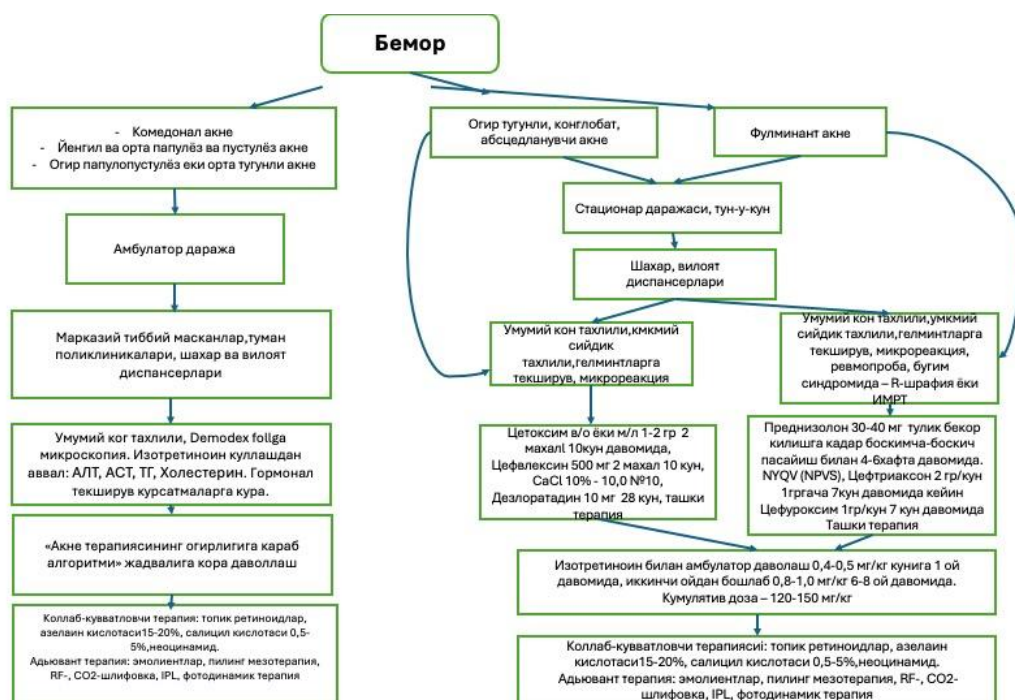 Бемор
- Комедонал акне
- Йенгил ва орта папулёз ва пустулёз акне
- Огир папулопустулёз еки орта тугунли акне
Амбулатор даража
Марказий тиббий масканлар,туман
поликлиникалари, шахар ва вилоят
диспансерлари
Умумий ког тахлили, Demodex follga
микроскопия. Изотретиноин куллашдан
аввал: АЛТ, АСТ, ТГ, Холестерин. Гормонал
текширув курсатмаларга кура.
«Акне терапиясининг огирлигига караб
алгоритми» жадвалига кора даволлаш
Коллаб-кувватловчи терапия: топик ретиноидлар,
азелаин кислотаси15-20%, салицил кислотаси 0,5-
5%,неоцинамид.
Адьювант терапия: эмолиентлар, пилинг мезотерапия,
RF-, CO2-шлифовка, IPL, фотодинамик терапия
Огир тугунли, конглобат,
абсцедланувчи акне
Фулминант акне
Стационар даражаси, тун-у-кун
Шахар, вилоят
диспансерлари
Умумий кон тахлили,кмкмий
сийдик
тахлили,гелминтларга
текширув, микрореакция
Умумий кон тахлили,умкмий
сийдик тахлили,гелминтларга
текширув, микрореакция,
ревмопроба, бугим
синдромида – R-шрафия ёки
ИМРТ
Цетоксим в/о ёки м/л 1-2 гр 2
махалl 10кун давомида,
Цефвлексин 500 мг 2 махал 10 кун,
CaCl 10% - 10,0 №10,
Дезлоратадин 10 мг 28 кун, ташки
терапия
Преднизолон 30-40 мг тулик бекор
килишга кадар боскимча-боскич
пасайиш билан 4-6хафта давомида.
NYQV (NPVS), Цефтриаксон 2 гр/кун
1гргача 7кун давомида кейин
Цефуроксим 1гр/кун 7 кун давомида
Ташки терапия
Изотретиноин билан амбулатор даволаш 0,4-0,5 мг/кг кунига 1 ой
давомида, иккинчи ойдан бошлаб 0,8-1,0 мг/кг 6-8 ой давомида.
Кумулятив доза – 120-150 мг/кг
Коллаб-кувватловчи терапиясиi: топик ретиноидлар, азелаин
кислотаси15-20%, салицил кислотаси 0,5-5%,неоцинамид.
Адьювант терапия: эмолиентлар, пилинг мезотерапия, RF-, CO2-
шлифовка, IPL, фотодинамик терапия